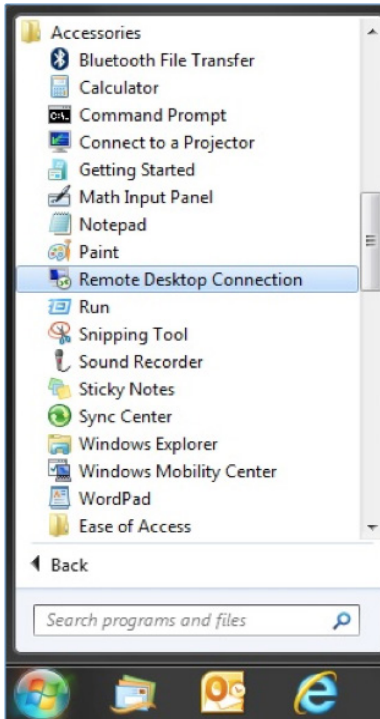 Accessories
Bluetooth File Transfer
Calculator
Command Prompt
Connect to a Projector
Getting Started
Math Input Panel
Notepad
Paint
Remote Desktop Connection
Run
Snipping Tool
Sound Recorder
Sticky Notes
Sync Center
Windows Explorer
Windows Mobility Center
WordPad
Ease of Access
Back
Search programs and files